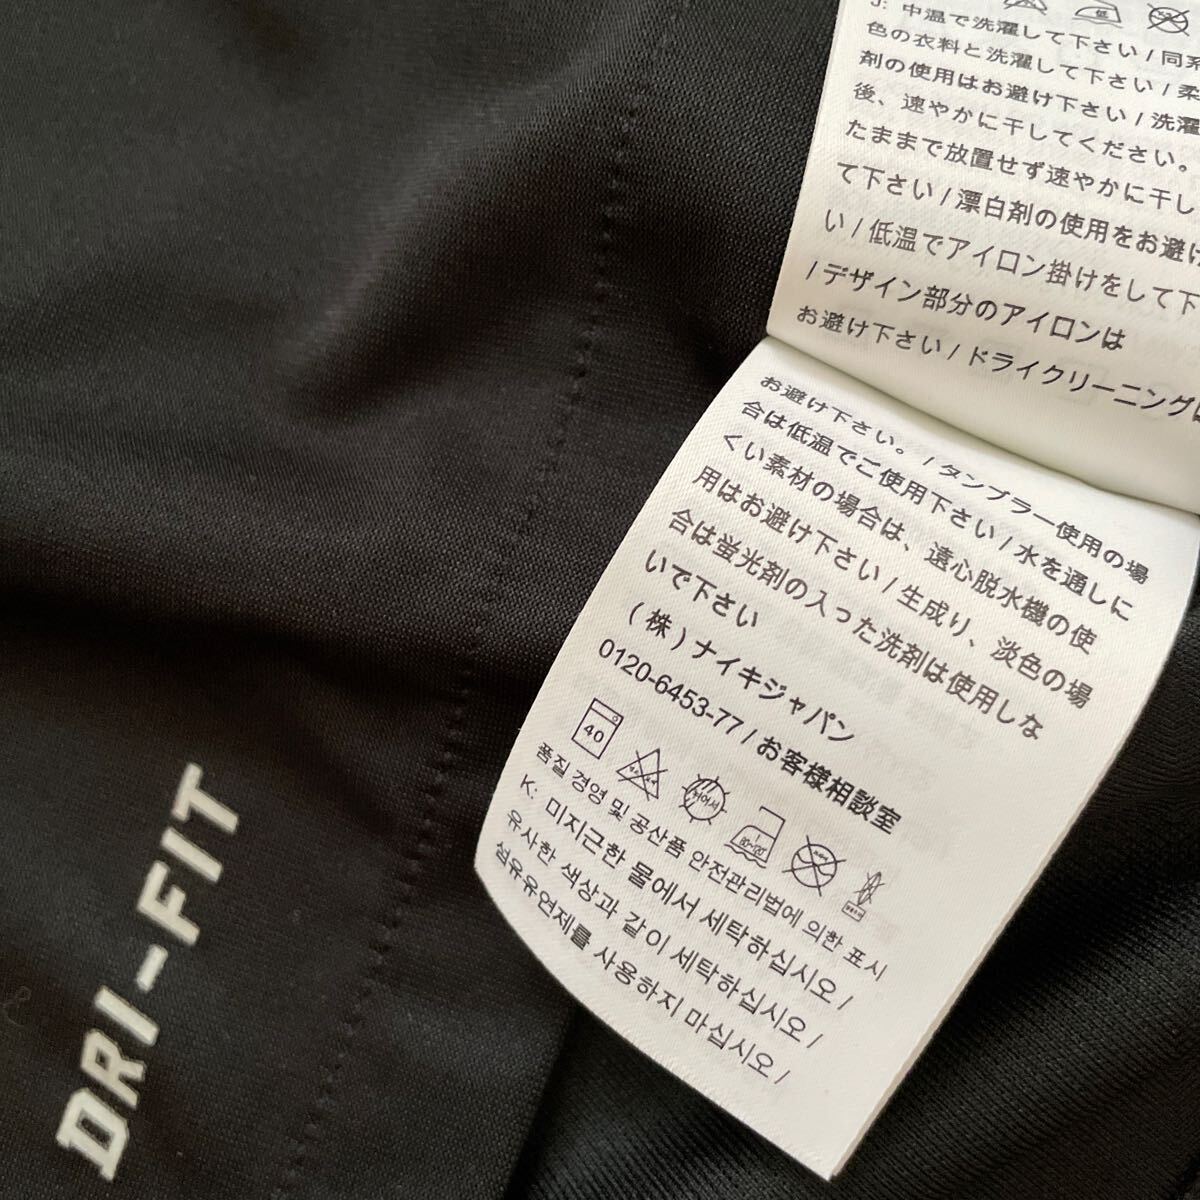 J: 中温で洗濯して下さい / 同系
色の衣料と洗濯して下さい / 柔
剤の使用はお避け下さい / 洗濯
後、速やかに干してください。
たままで放置せず速やかに干し
て下さい / 漂白剤の使用をお避け
い / 低温でアイロン掛けをして下
/ デザイン部分のアイロンは
お避け下さい / ドライクリーニングは
お避け下さい。/ タンブラー使用の場
合は低温でご使用下さい / 水を通しに
くい素材の場合は、遠心脱水機の使
用はお避け下さい / 生成り、淡色の場
合は蛍光剤の入った洗剤は使用しな
いで下さい
(株) ナイキジャパン
0120-6453-77 / お客様相談室
40
품질 경영 및 공산품 안전관리법에 의한 표시
K: 미지근한 물에서 세탁하십시오 /
유사한 색상과 같이 세탁하십시오 /
섬유유연제를 사용하지 마십시오 /
DRI-FIT